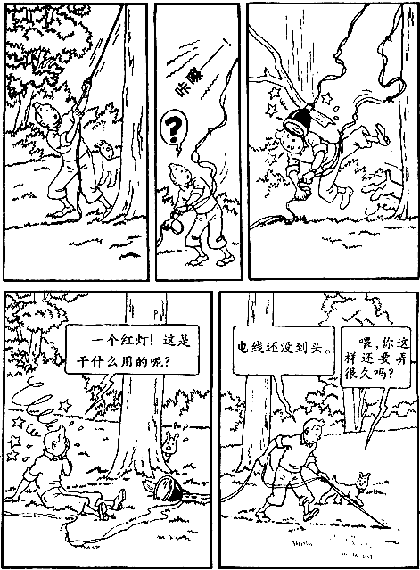 咔嚓
?
一个红灯！这是
干什么用的呢？
电线还没到头。
喂，你这
样还要弄
很久吗？